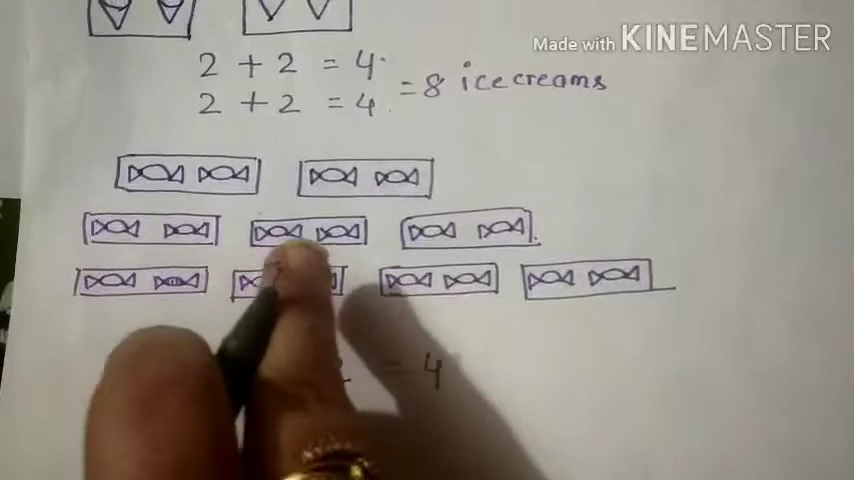 Made with KINEMASTER
2 + 2 = 4
2 + 2 = 4 = 8 icecreams
= 4